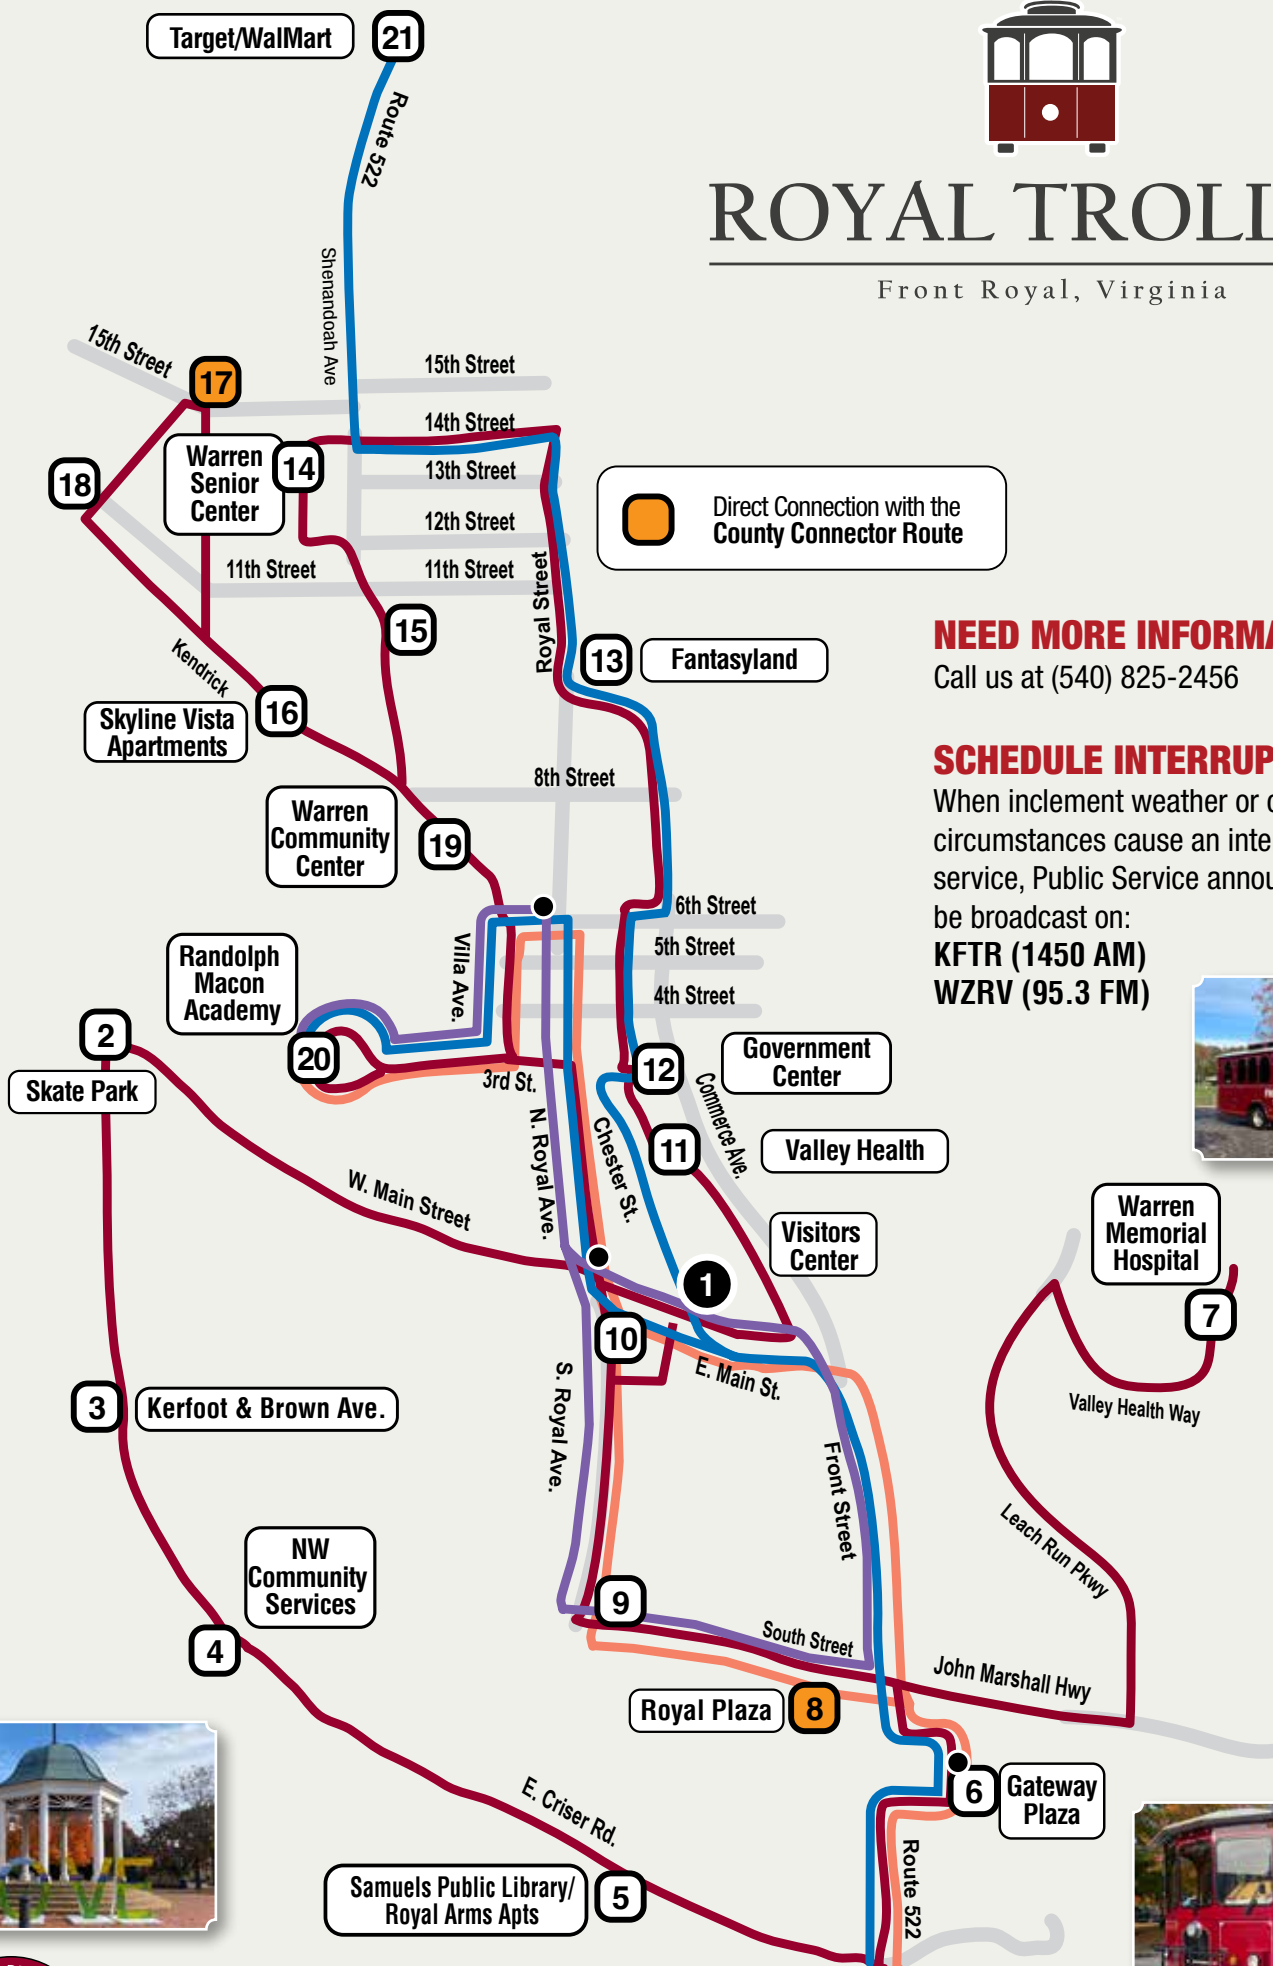 Target/WalMart
21
Route 522
ROYAL TROLL
Front Royal, Virginia
Shenandoah Ave
15th Street
17
15th Street
14th Street
Warren
Senior
Center
14
18
13th Street
12th Street
11th Street
11th Street
Direct Connection with the
County Connector Route
Royal Street
15
13
Fantasyland
Kendrick
16
Skyline Vista
Apartments
NEED MORE INFORMA
Call us at (540) 825-2456
SCHEDULE INTERRUP
When inclement weather or o
circumstances cause an inte
service, Public Service annou
be broadcast on:
KFTR (1450 AM)
WZRV (95.3 FM)
8th Street
Warren
Community
Center
19
6th Street
5th Street
4th Street
Villa Ave.
Randolph
Macon
Academy
20
2
Skate Park
3rd St.
N. Royal Ave.
Chester St.
12
Government
Center
Commerce Ave.
11
Valley Health
W. Main Street
Visitors
Center
1
Warren
Memorial
Hospital
7
10
E. Main St.
S. Royal Ave.
3
Kerfoot & Brown Ave.
Valley Health Way
Front Street
Leach Run Pkwy
NW
Community
Services
4
9
South Street
John Marshall Hwy
Royal Plaza
8
6
Gateway
Plaza
E. Criser Rd.
Route 522
Samuels Public Library/
Royal Arms Apts
5